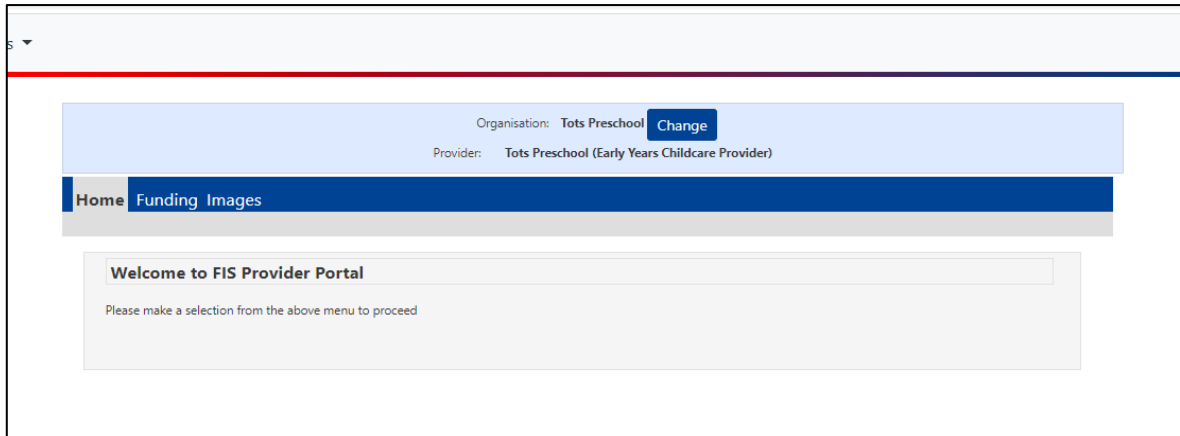 s
Organisation: Tots Preschool Change
Provider: Tots Preschool (Early Years Childcare Provider)
Home Funding Images
Welcome to FIS Provider Portal
Please make a selection from the above menu to proceed